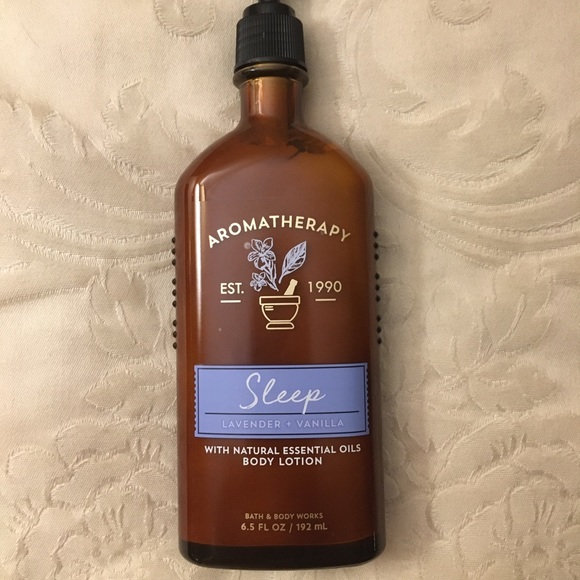 AROMATHERAPY
EST. 1990
Sleep
LAVENDER + VANILLA
WITH NATURAL ESSENTIAL OILS
BODY LOTION
BATH & BODY WORKS
6.5 FL OZ / 192 mL